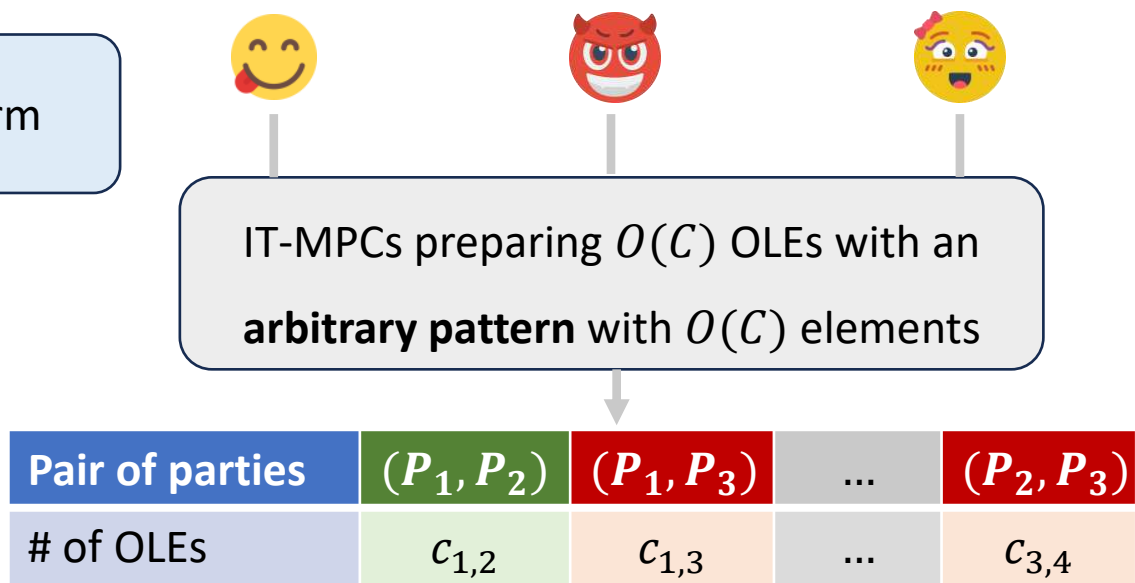 rm
IT-MPCs preparing 𝑂(𝐶) OLEs with an
arbitrary pattern with 𝑂(𝐶) elements
Pair of parties (𝑷₁, 𝑷₂) (𝑷₁, 𝑷₃) ... (𝑷₂, 𝑷₃)
# of OLEs 𝑐₁,₂ 𝑐₁,₃ ... 𝑐₃,₄